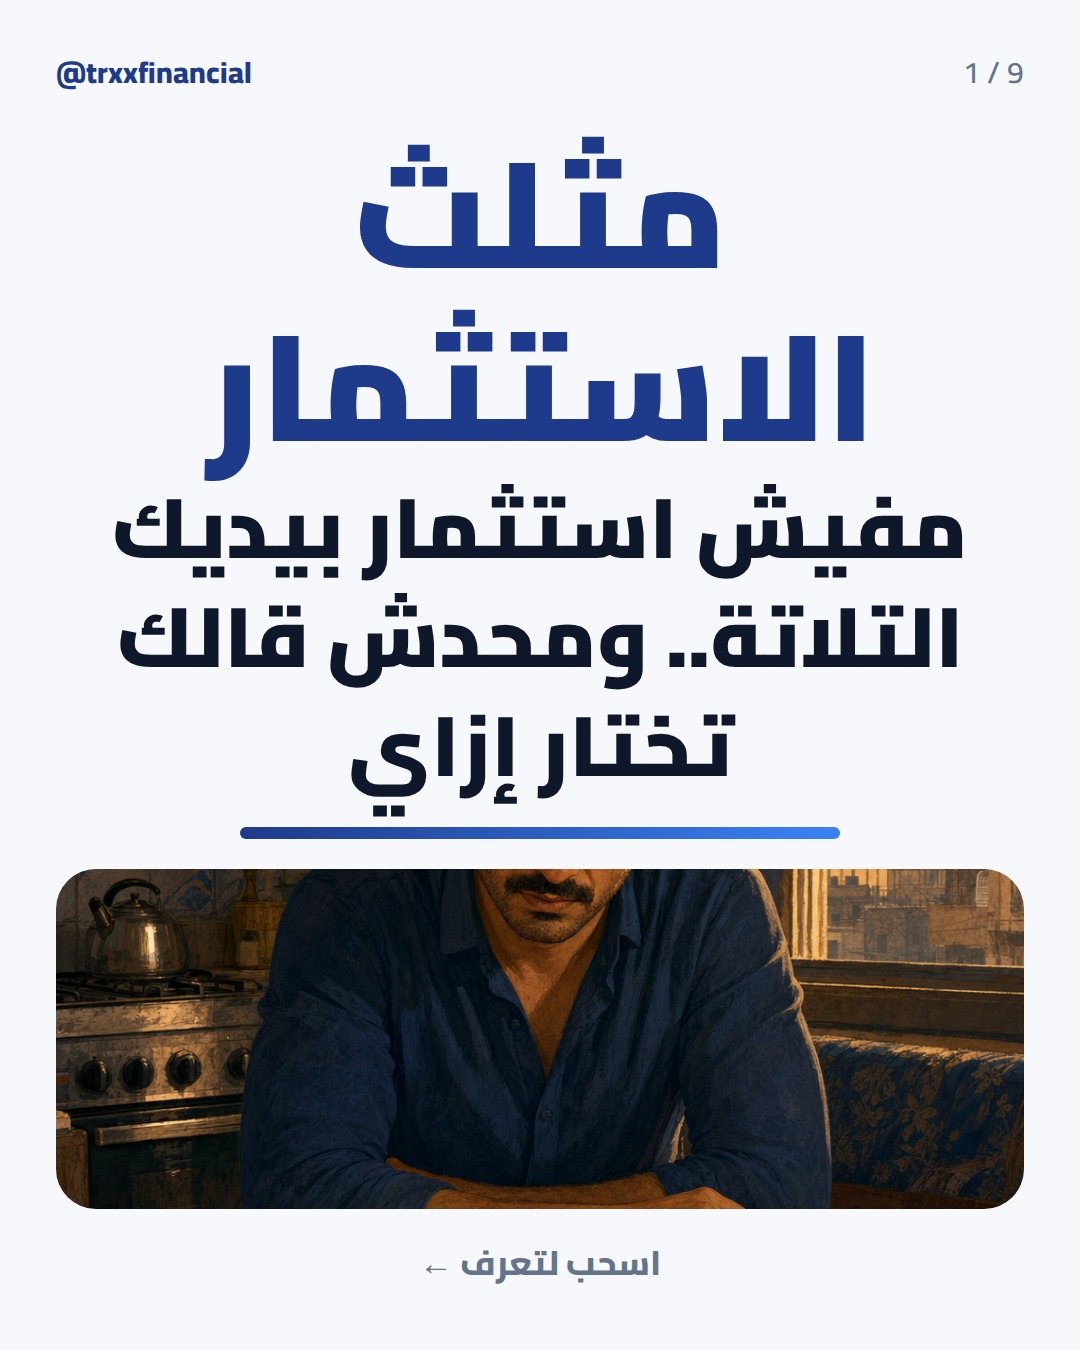 @trxxfinancial
1 / 9
مثلث
الاستثمار
مفيش استثمار بيديك
التلاتة.. ومحدش قالك
تختار إزاي
اسحب لتعرف ←